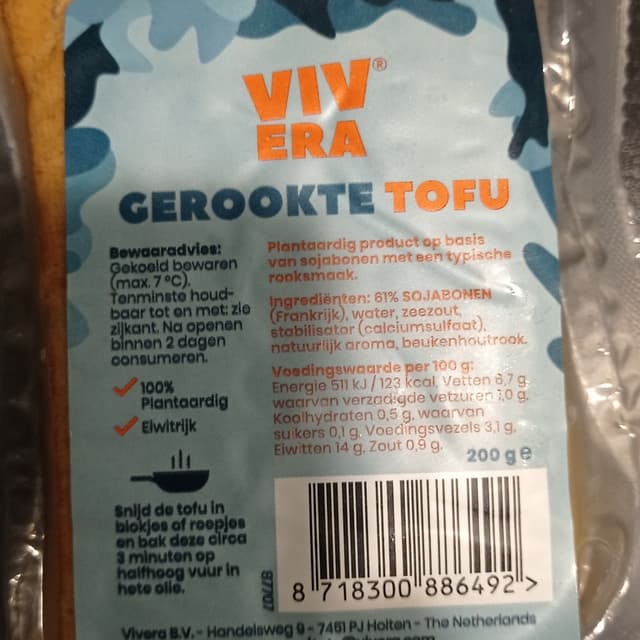 VIV®
ERA
GEROOKTE TOFU
Bewaaradvies:
Gekoeld bewaren
(max. 7 °C).
Tenminste houd-
baar tot en met: zie
zijkant. Na openen
binnen 2 dagen
consumeren.
100%
Plantaardig
Eiwitrijk
Snijd de tofu in
blokjes of reepjes
en bak deze circa
3 minuten op
halfhoog vuur in
hete olie.
Plantaardig product op basis
van sojabonen met een typische
rooksmaak.
Ingrediënten: 61% SOJABONEN
(Frankrijk), water, zeezout,
stabilisator (calciumsulfaat),
natuurlijk aroma, beukenhoutrook.
Voedingswaarde per 100 g:
Energie 511 kJ / 123 kcal, Vetten 6,7 g,
waarvan verzadigde vetzuren 1,0 g,
Koolhydraten 0,5 g, waarvan
suikers 0,1 g, Voedingsvezels 3,1 g,
Eiwitten 14 g, Zout 0,9 g.
200 g e
97707
8 718300 886492 >
Vivera B.V. - Handelsweg 9 - 7451 PJ Holten - The Netherlands